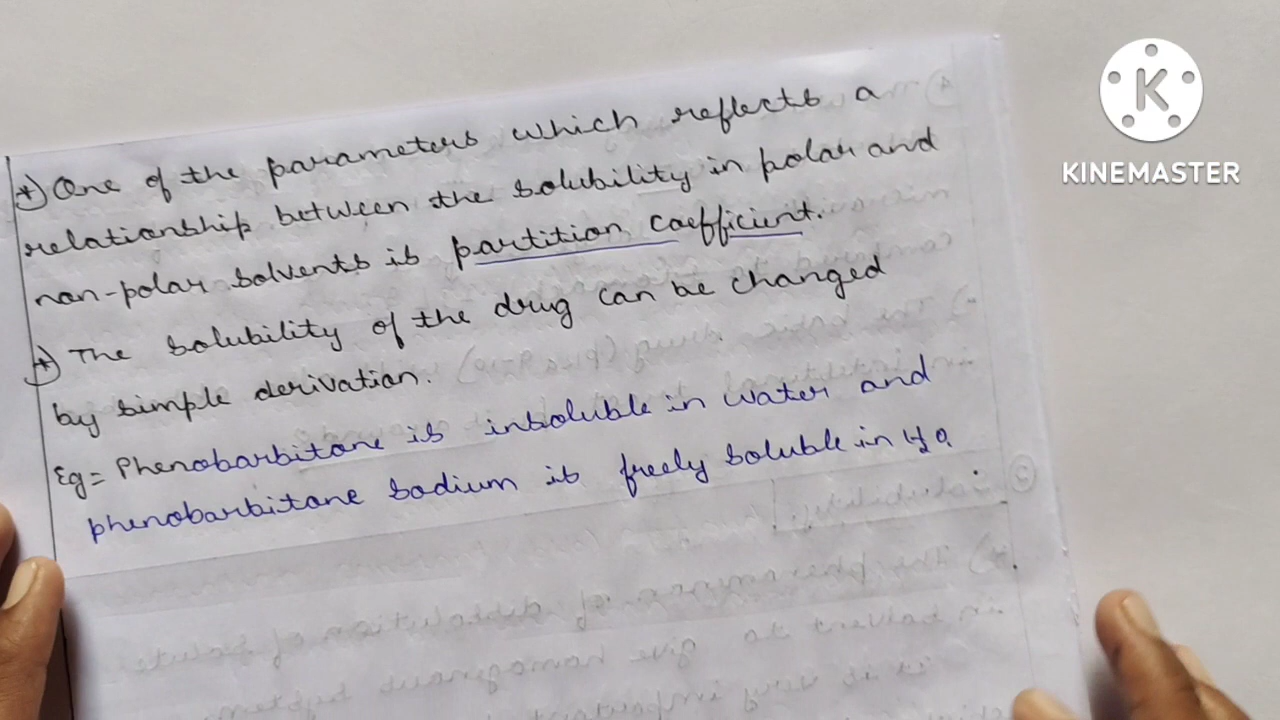 *) One of the parameters which reflects a
relationship between the solubility in polar and
non-polar solvents is partition coefficient.
*) The solubility of the drug can be changed
by simple derivation.
Eg = Phenobarbitone is insoluble in water and
phenobarbitone sodium is freely soluble in H2O.
K
KINEMASTER